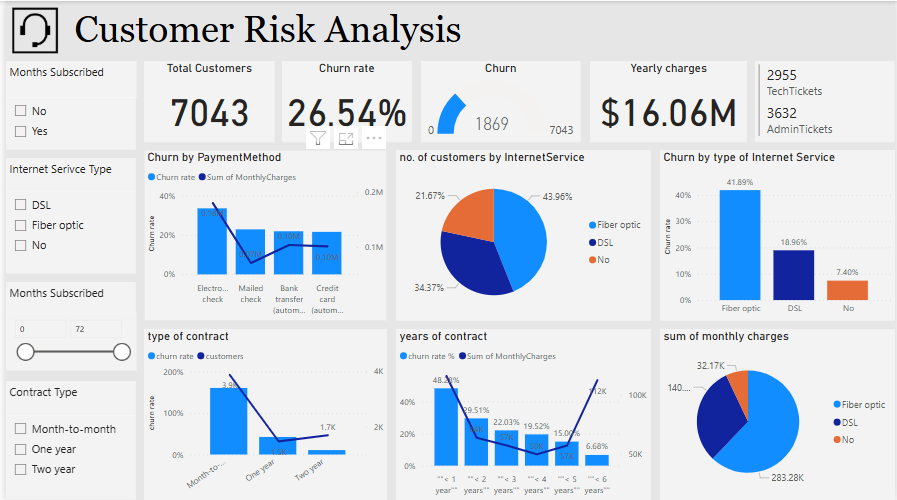 Customer Risk Analysis
Months Subscribed
No
Yes
Total Customers
7043
Churn rate
26.54%
Churn
0
1869
7043
Yearly charges
$16.06M
2955
TechTickets
3632
AdminTickets
Internet Serivce Type
DSL
Fiber optic
No
Months Subscribed
0
72
Contract Type
Month-to-month
One year
Two year
Churn by PaymentMethod
Churn rate
Sum of MonthlyCharges
Churn rate
40%
20%
0%
0.2M
0.1M
Electro...
check
Mailed
check
Bank
transfer
(autom...
Credit
card
(autom...
no. of customers by InternetService
21.67%
43.96%
34.37%
Fiber optic
DSL
No
Churn by type of Internet Service
Churn rate
40%
30%
20%
10%
0%
41.89%
18.96%
7.40%
Fiber optic
DSL
No
type of contract
churn rate
customers
churn rate
200%
100%
0%
4K
2K
1.7K
Month-to-...
One year
Two year
years of contract
churn rate %
Sum of MonthlyCharges
40%
20%
0%
29.51%
22.03%
19.52%
6.68%
100K
50K
""< 1
year""
""< 2
years""
""< 3
years""
""< 4
years""
""< 5
years""
""< 6
years""
sum of monthly charges
32.17K
140....
283.28K
Fiber optic
DSL
No